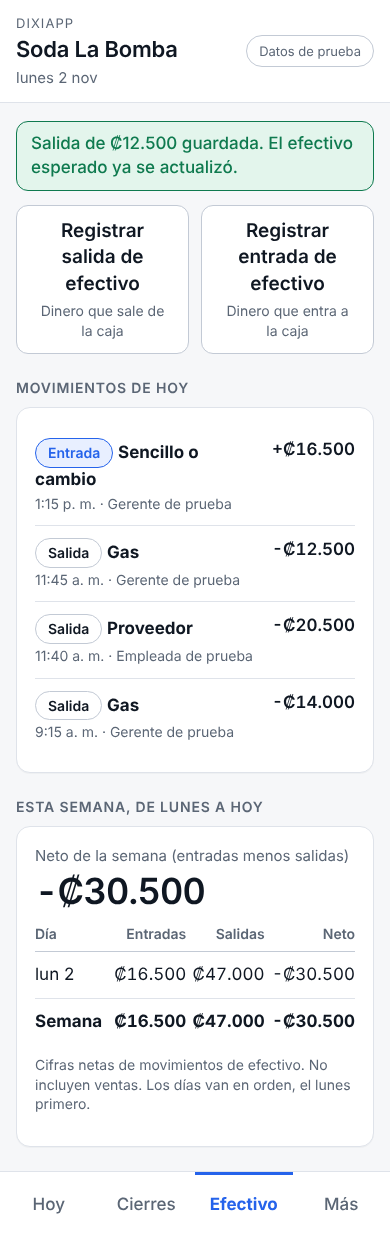 DIXIAPP
Soda La Bomba
Datos de prueba
lunes 2 nov
Salida de ₡12.500 guardada. El efectivo
esperado ya se actualizó.
Registrar
salida de
efectivo
Dinero que sale de
la caja
Registrar
entrada de
efectivo
Dinero que entra a
la caja
MOVIMIENTOS DE HOY
Entrada Sencillo o +₡16.500
cambio
1:15 p. m. · Gerente de prueba
Salida Gas -₡12.500
11:45 a. m. · Gerente de prueba
Salida Proveedor -₡20.500
11:40 a. m. · Empleada de prueba
Salida Gas -₡14.000
9:15 a. m. · Gerente de prueba
ESTA SEMANA, DE LUNES A HOY
Neto de la semana (entradas menos salidas)
-₡30.500
Día Entradas Salidas Neto
lun 2 ₡16.500 ₡47.000 -₡30.500
Semana ₡16.500 ₡47.000 -₡30.500
Cifras netas de movimientos de efectivo. No
incluyen ventas. Los días van en orden, el lunes
primero.
Hoy Cierres Efectivo Más